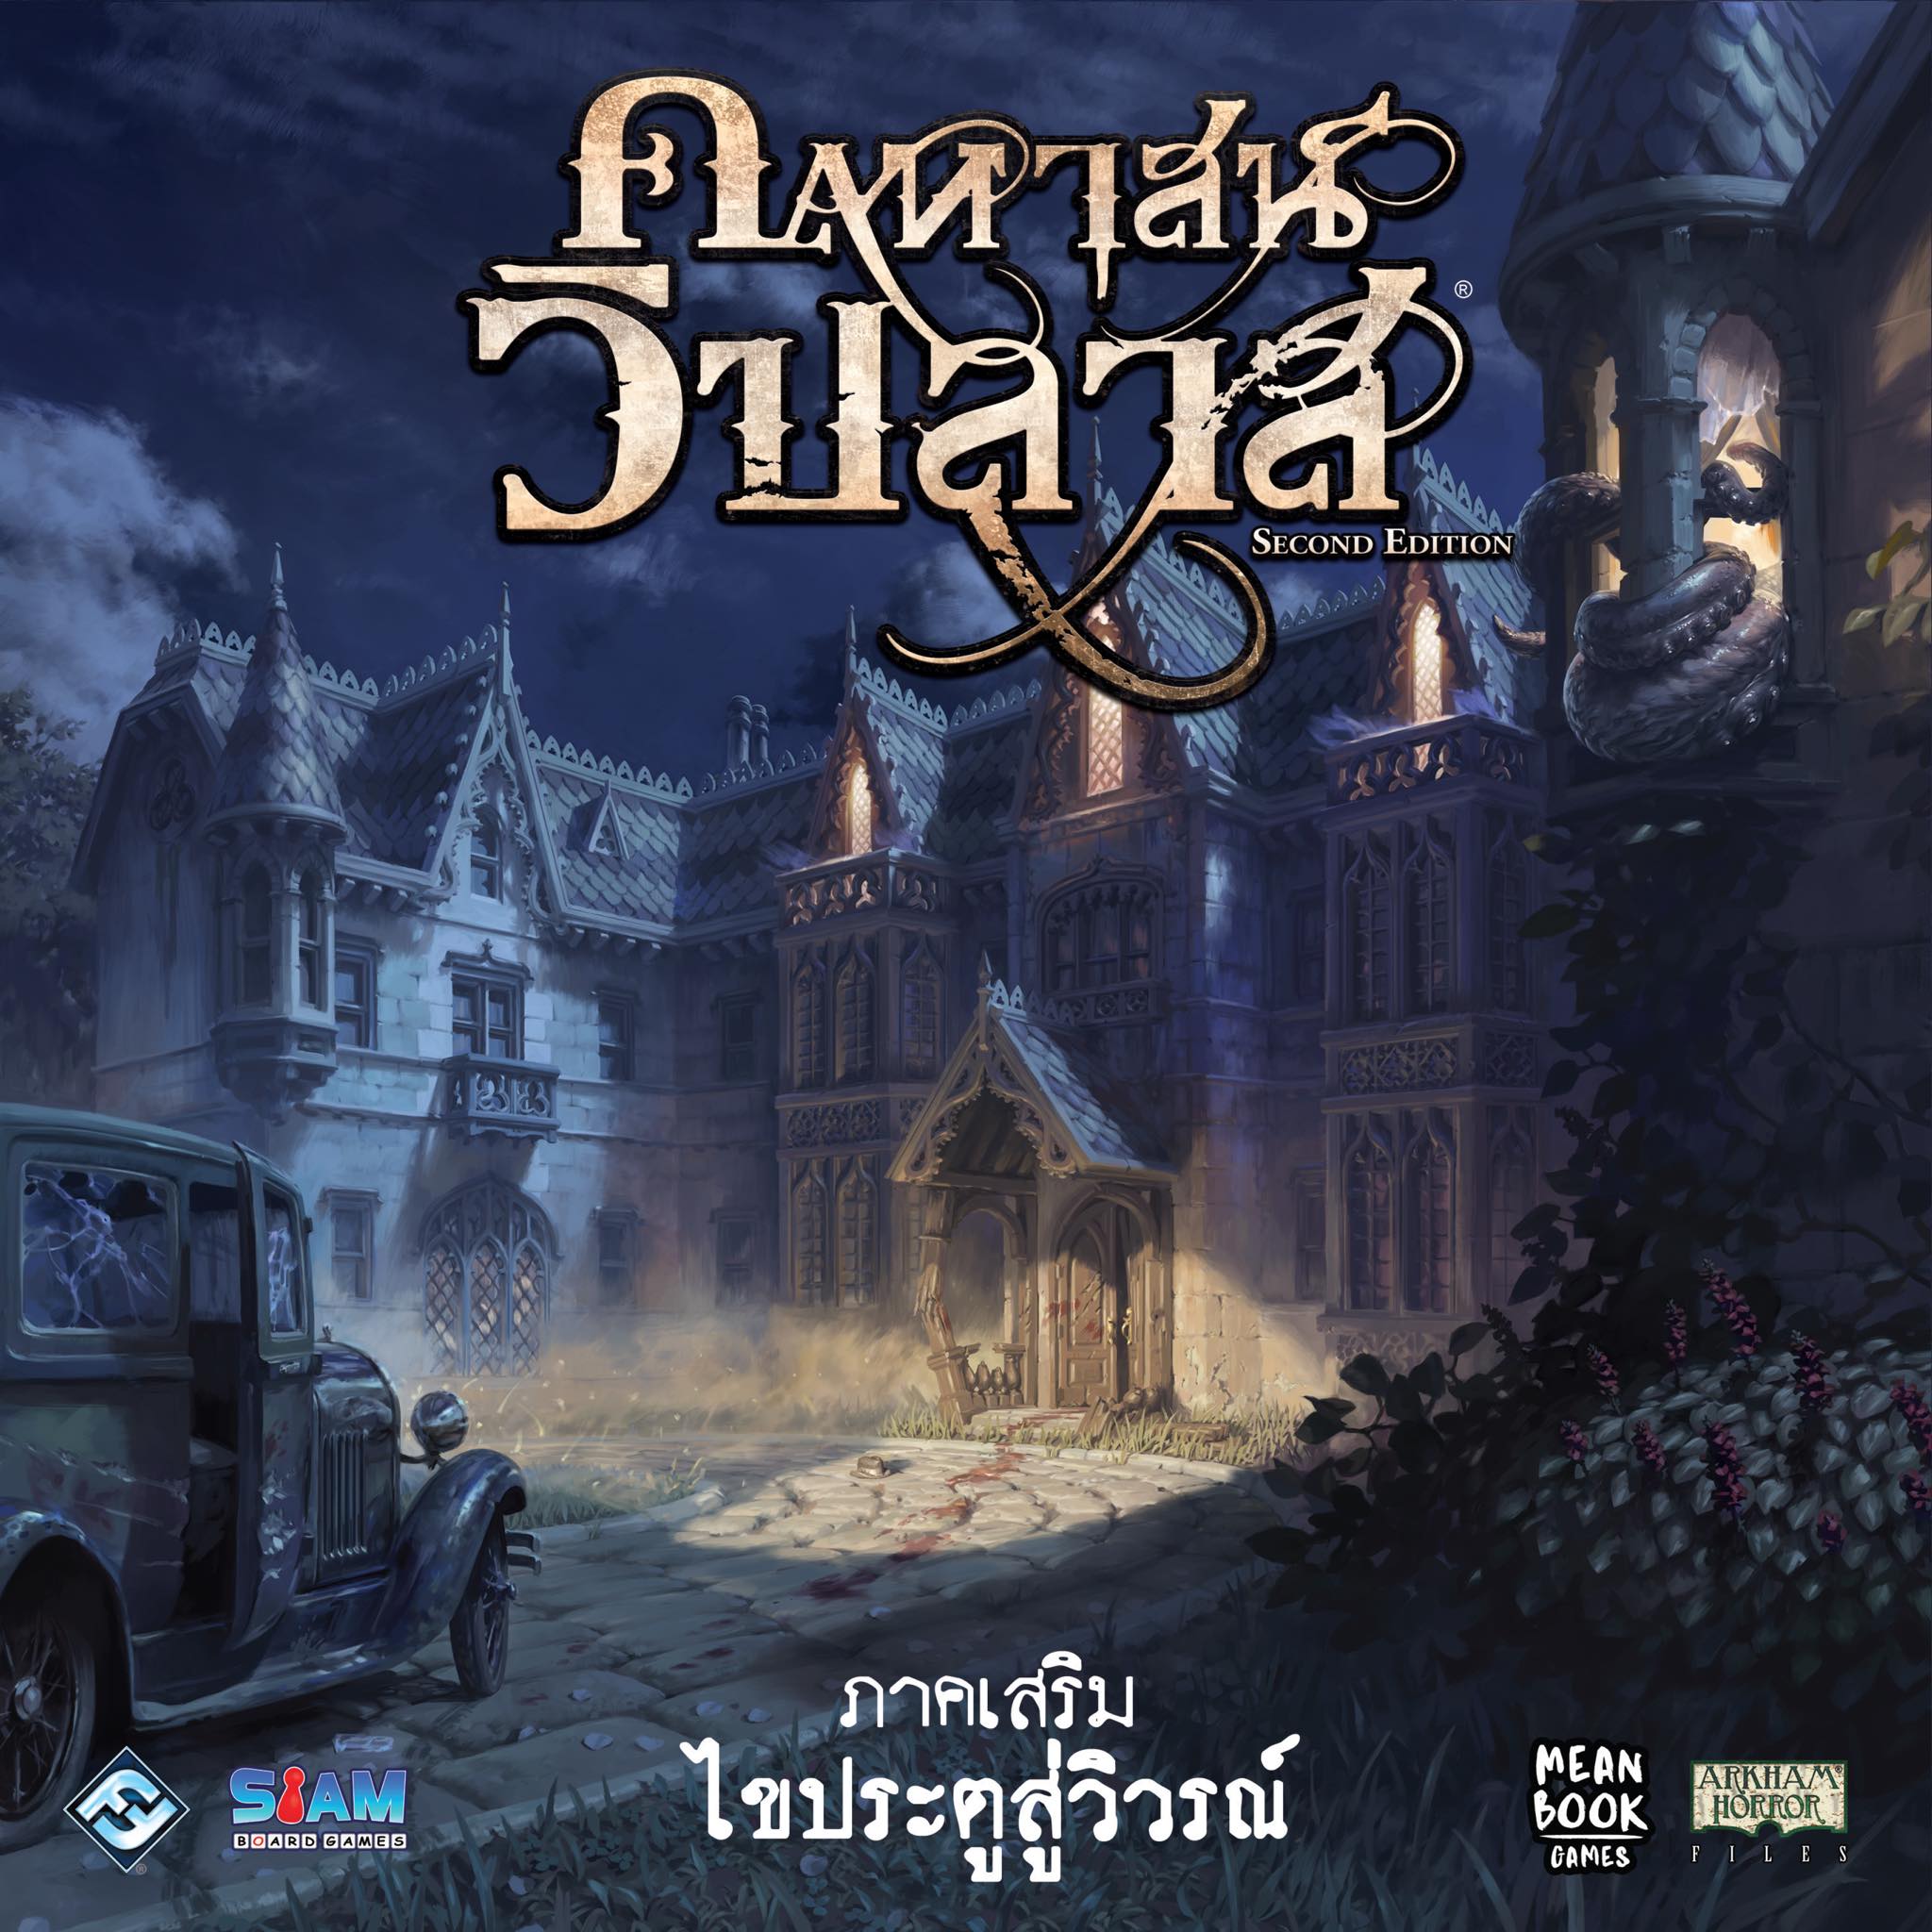 คฤหาสน์
วิปลาส
®
SECOND EDITION
ภาคเสริม
ไขประตูสู่วิวรณ์
SIAM
BOARD GAMES
MEAN
BOOK
GAMES
ARKHAM
HORROR
FILES